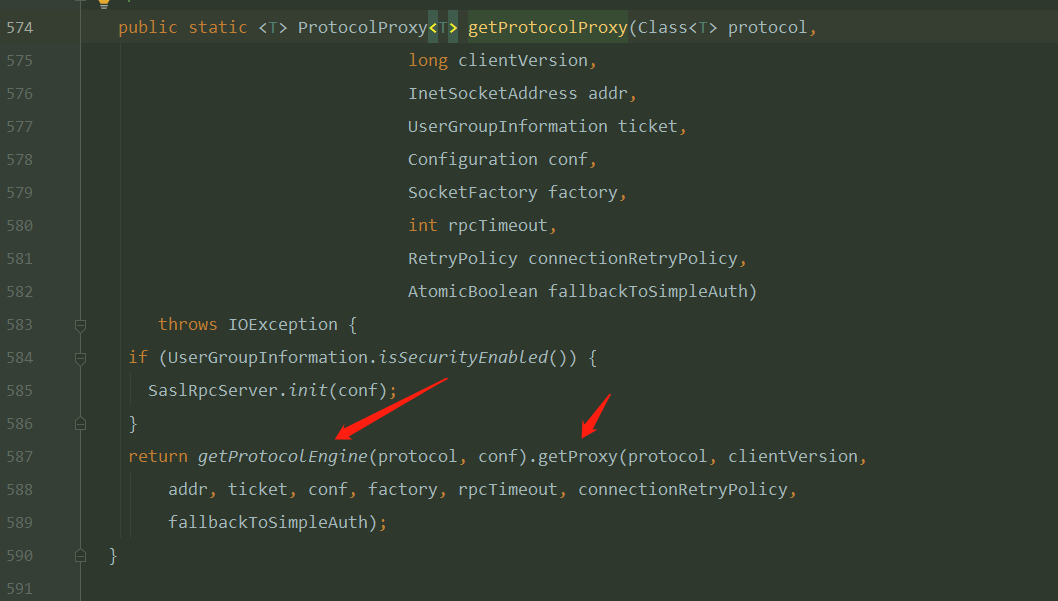 574 public static <T> ProtocolProxy<T> getProtocolProxy(Class<T> protocol,
575 long clientVersion,
576 InetSocketAddress addr,
577 UserGroupInformation ticket,
578 Configuration conf,
579 SocketFactory factory,
580 int rpcTimeout,
581 RetryPolicy connectionRetryPolicy,
582 AtomicBoolean fallbackToSimpleAuth)
583 throws IOException {
584 if (UserGroupInformation.isSecurityEnabled()) {
585 SaslRpcServer.init(conf);
586 }
587 return getProtocolEngine(protocol, conf).getProxy(protocol, clientVersion,
588 addr, ticket, conf, factory, rpcTimeout, connectionRetryPolicy,
589 fallbackToSimpleAuth);
590 }
591